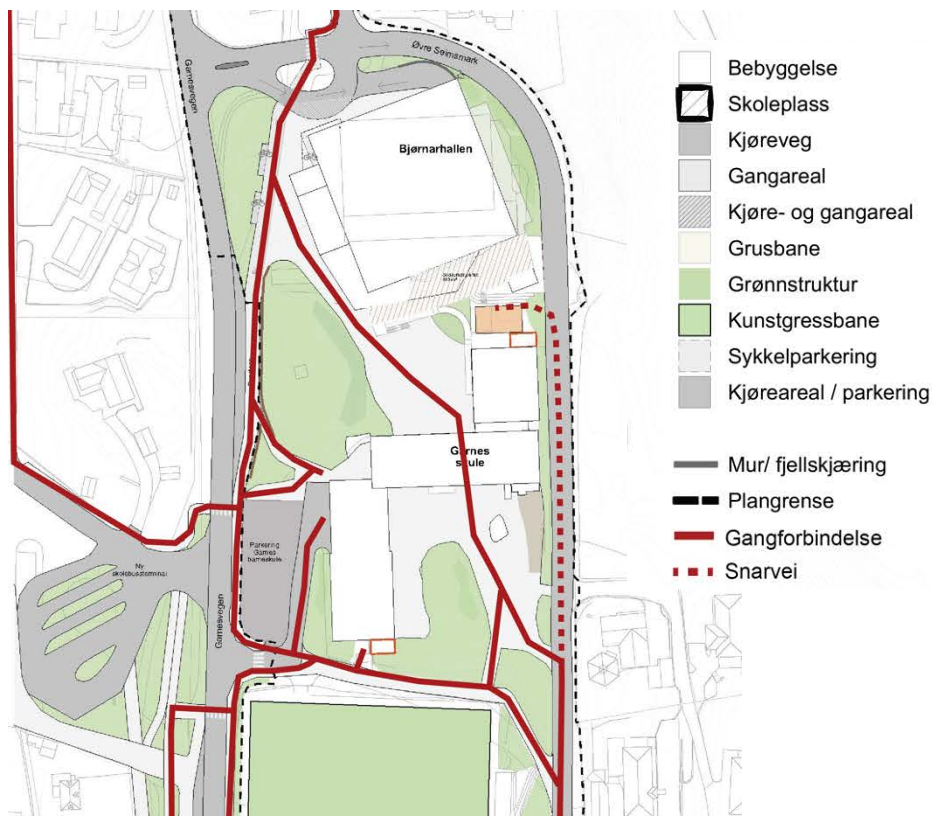 Øvre Seimsmark
Garnesvegen
Bjørnarhallen
Garnes
skule
Parkering
Garnes
barneskule
Ny
skolebussterminal
Garnesvegen
Bebyggelse
Skoleplass
Kjøreveg
Gangareal
Kjøre- og gangareal
Grusbane
Grønnstruktur
Kunstgressbane
Sykkelparkering
Kjøreareal / parkering
Mur/ fjellskjæring
Plangrense
Gangforbindelse
Snarvei